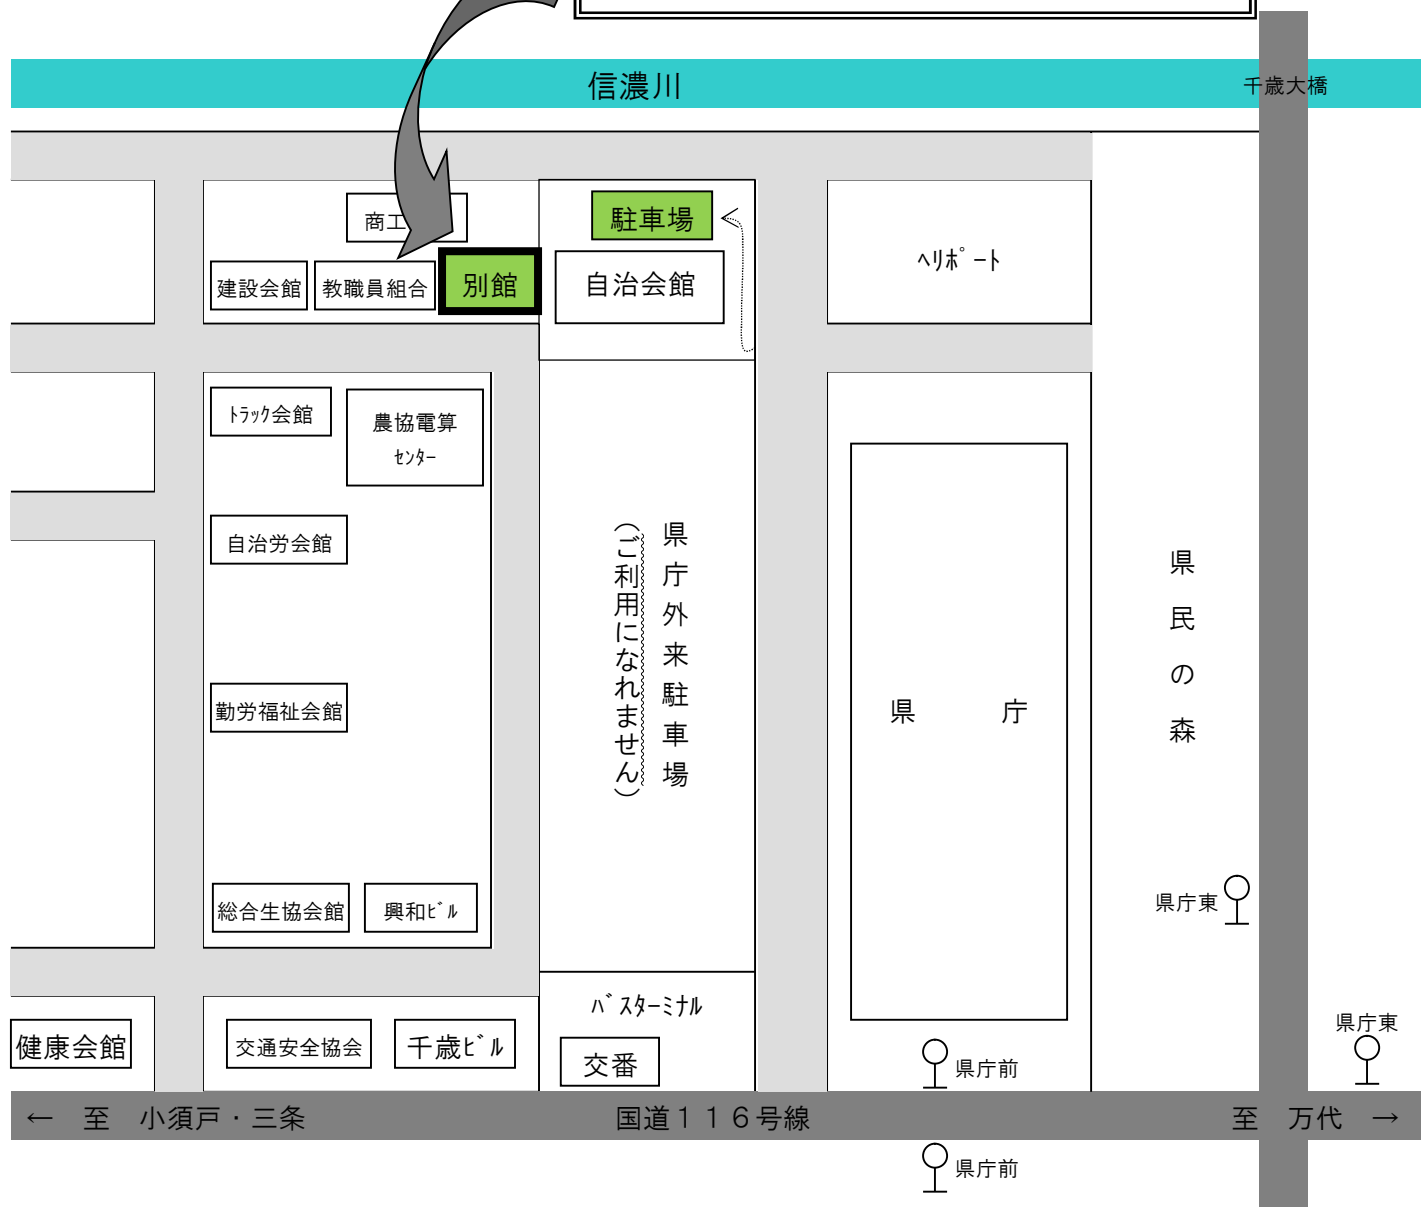 信濃川
千歳大橋
商工
駐車場
建設会館
教職員組合
別館
自治会館
ﾍﾘﾎﾟｰﾄ
ﾄﾗｯｸ会館
農協電算
ｾﾝﾀｰ
自治労会館
県庁外来駐車場
（ご利用になれません）
県民の森
勤労福祉会館
県　庁
総合生協会館
興和ﾋﾞﾙ
県庁東
ﾊﾞｽﾀｰﾐﾅﾙ
健康会館
交通安全協会
千歳ﾋﾞﾙ
交番
県庁前
県庁東
←　至　小須戸・三条
国道１１６号線
至　万代　→
県庁前